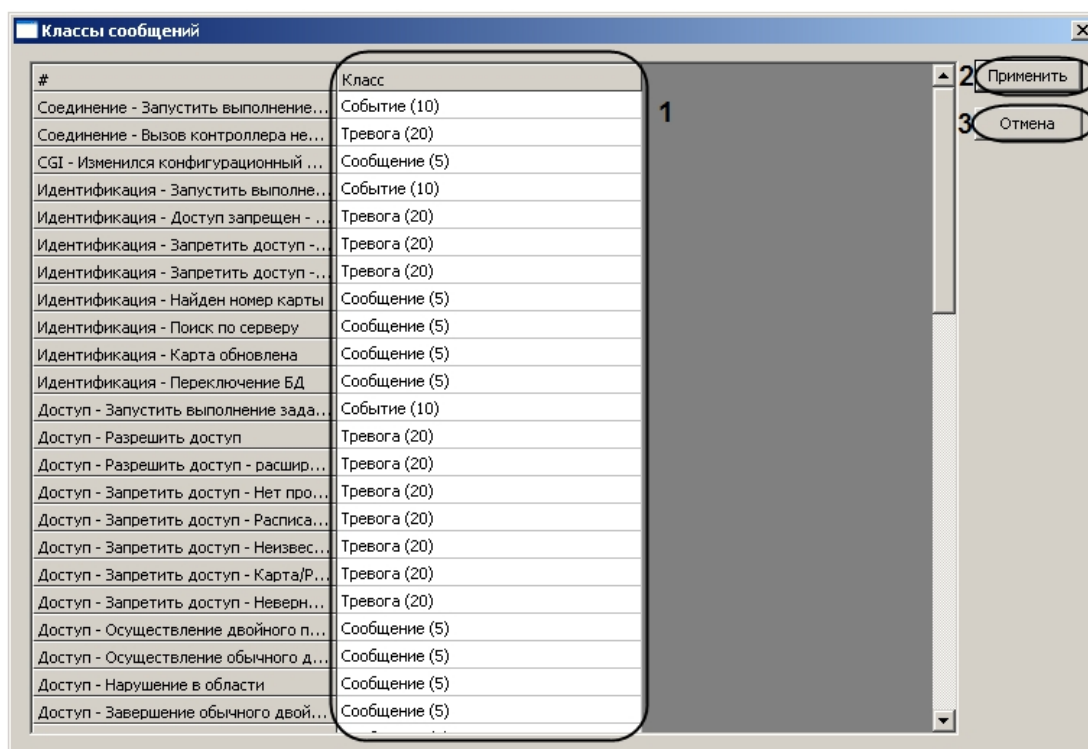 Классы сообщений
# Класс
Соединение - Запустить выполнение... Событие (10)
Соединение - Вызов контроллера не... Тревога (20)
CGI - Изменился конфигурационный ... Сообщение (5)
Идентификация - Запустить выполне... Событие (10)
Идентификация - Доступ запрещен - ... Тревога (20)
Идентификация - Запретить доступ -... Тревога (20)
Идентификация - Запретить доступ -... Тревога (20)
Идентификация - Найден номер карты Сообщение (5)
Идентификация - Поиск по серверу Сообщение (5)
Идентификация - Карта обновлена Сообщение (5)
Идентификация - Переключение БД Сообщение (5)
Доступ - Запустить выполнение зада... Событие (10)
Доступ - Разрешить доступ Тревога (20)
Доступ - Разрешить доступ - расшир... Тревога (20)
Доступ - Запретить доступ - Нет про... Тревога (20)
Доступ - Запретить доступ - Расписа... Тревога (20)
Доступ - Запретить доступ - Неизвес... Тревога (20)
Доступ - Запретить доступ - Карта/Р... Тревога (20)
Доступ - Запретить доступ - Неверн... Тревога (20)
Доступ - Осуществление двойного п... Сообщение (5)
Доступ - Осуществление обычного д... Сообщение (5)
Доступ - Нарушение в области Сообщение (5)
Доступ - Завершение обычного двой... Сообщение (5)
1
2 Применить
3 Отмена